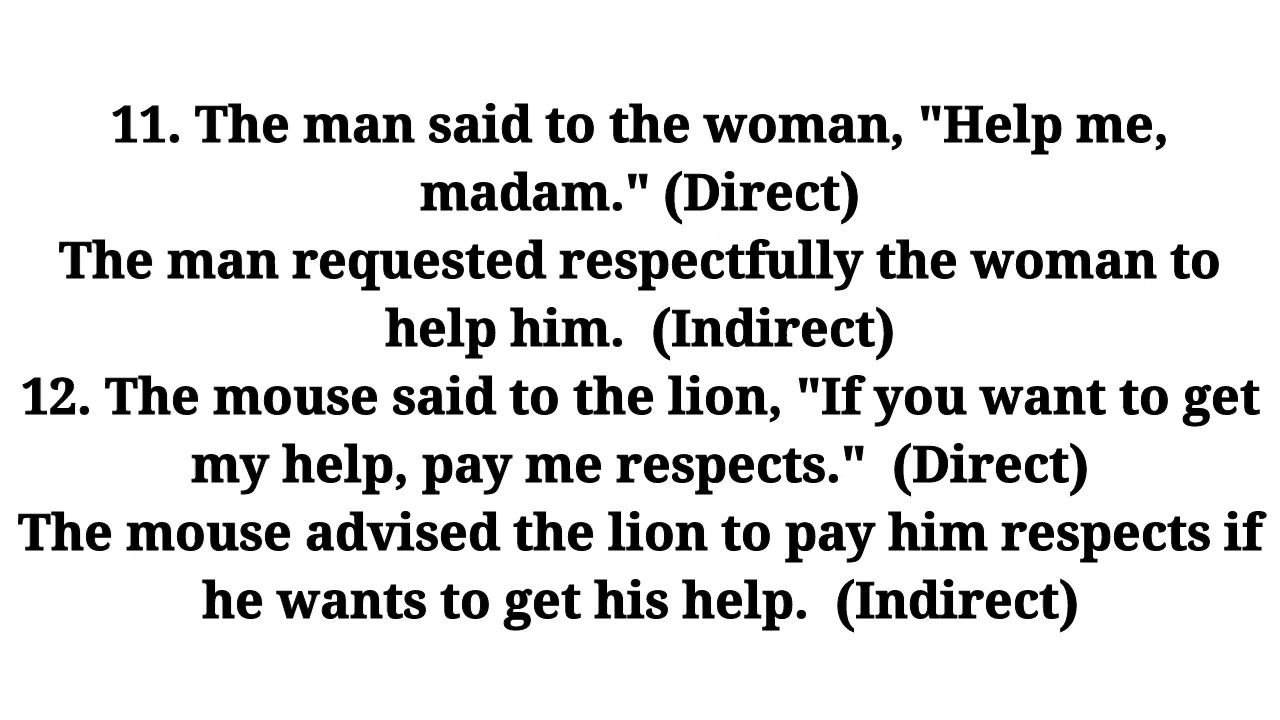 11. The man said to the woman, "Help me,
madam." (Direct)
The man requested respectfully the woman to
help him.  (Indirect)
12. The mouse said to the lion, "If you want to get
my help, pay me respects."  (Direct)
The mouse advised the lion to pay him respects if
he wants to get his help.  (Indirect)